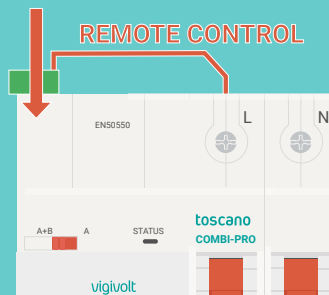 REMOTE CONTROL
L
N
EN50550
A+B
A
STATUS
toscano
COMBI-PRO
vigivolt